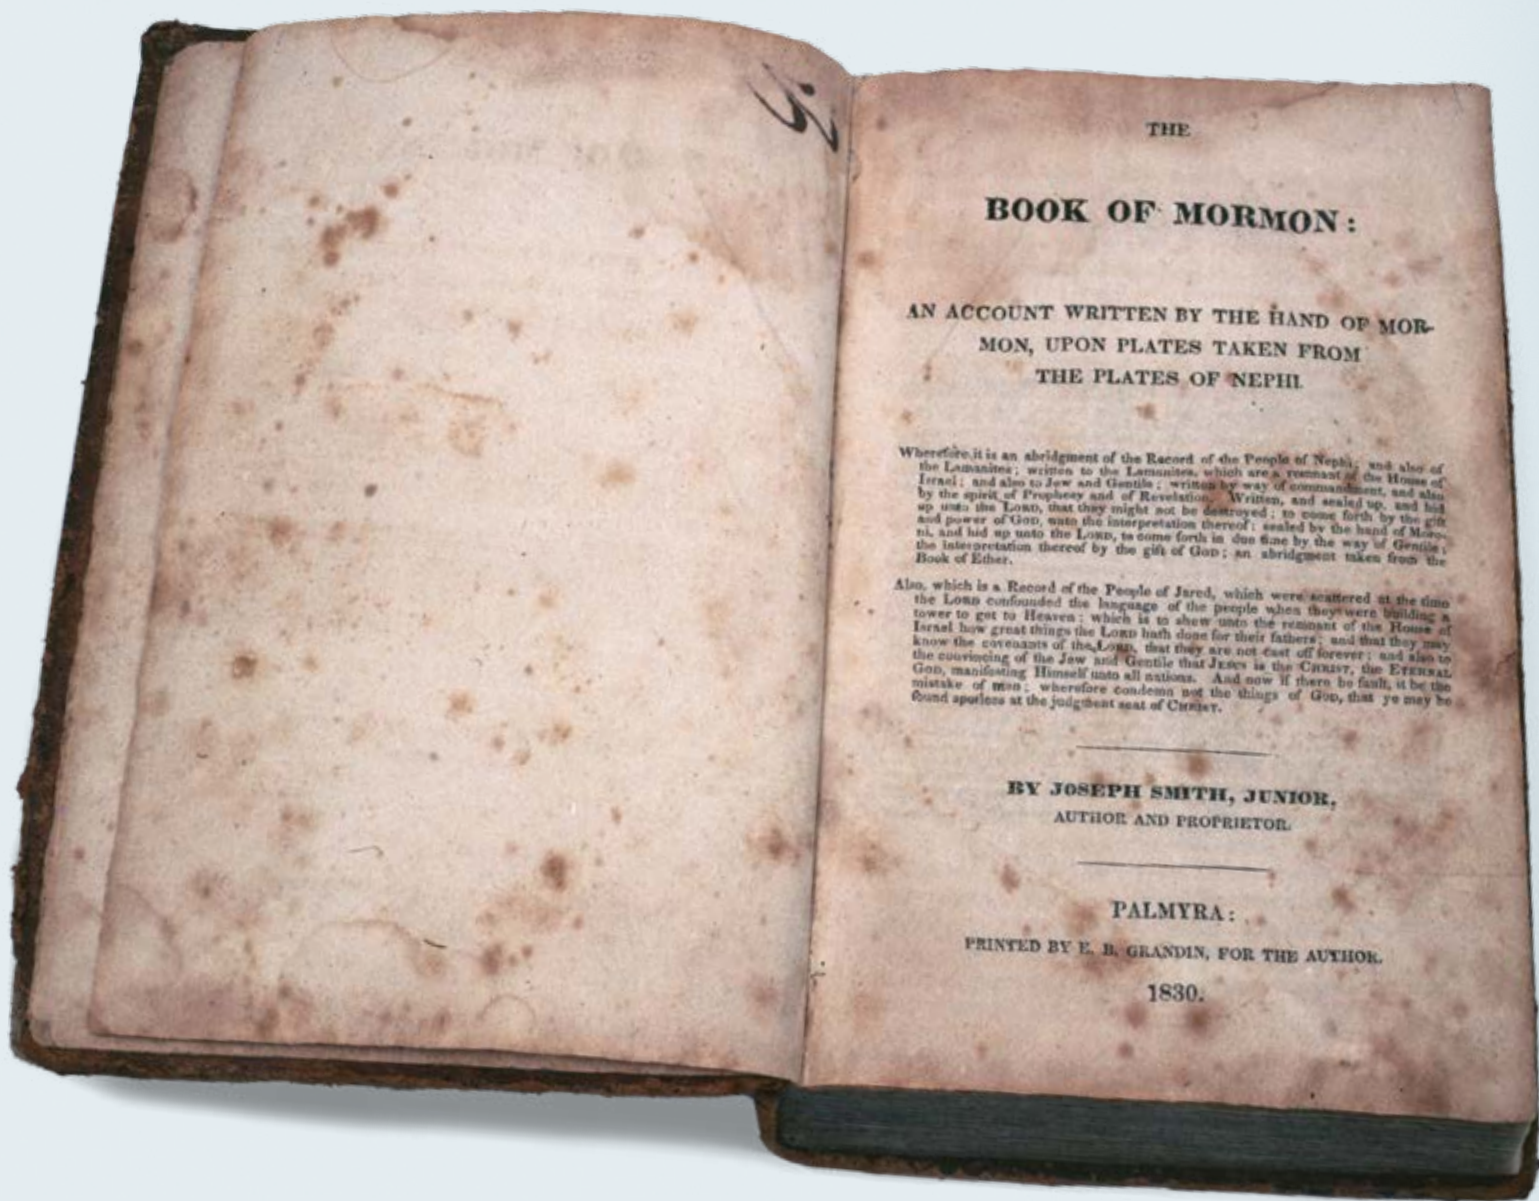 THE
BOOK OF MORMON:
AN ACCOUNT WRITTEN BY THE HAND OF MOR-
MON, UPON PLATES TAKEN FROM
THE PLATES OF NEPHI.
Wherefore it is an abridgment of the Record of the People of Nephi; and also of
the Lamanites; written to the Lamanites, which are a remnant of the House of
Israel; and also to Jew and Gentile; written by way of commandment, and also
by the spirit of Prophecy and of Revelation. Written, and sealed up, and hid
up unto the LORD, that they might not be destroyed; to come forth by the gift
and power of GOD, unto the interpretation thereof; sealed by the hand of Moro-
ni, and hid up unto the LORD, to come forth in due time by the way of Gentile;
the interpretation thereof by the gift of GOD; an abridgment taken from the
Book of Ether.
Also, which is a Record of the People of Jared, which were scattered at the time
the LORD confounded the language of the people when they were building a
tower to get to Heaven: which is to shew unto the remnant of the House of
Israel how great things the LORD hath done for their fathers; and that they may
know the covenants of the LORD, that they are not cast off forever; and also to
the convincing of the Jew and Gentile that JESUS is the CHRIST, the ETERNAL
GOD, manifesting Himself unto all nations. And now if there be fault, it be the
mistake of men; wherefore condemn not the things of GOD, that ye may be
found spotless at the judgment seat of CHRIST.
BY JOSEPH SMITH, JUNIOR,
AUTHOR AND PROPRIETOR.
PALMYRA:
PRINTED BY E. B. GRANDIN, FOR THE AUTHOR.
1830.